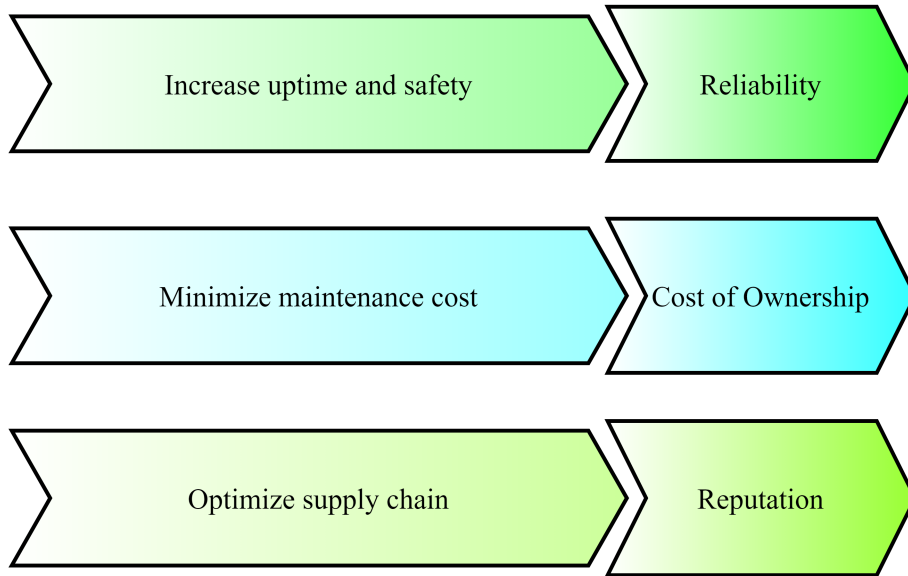 Increase uptime and safety
Reliability
Minimize maintenance cost
Cost of Ownership
Optimize supply chain
Reputation